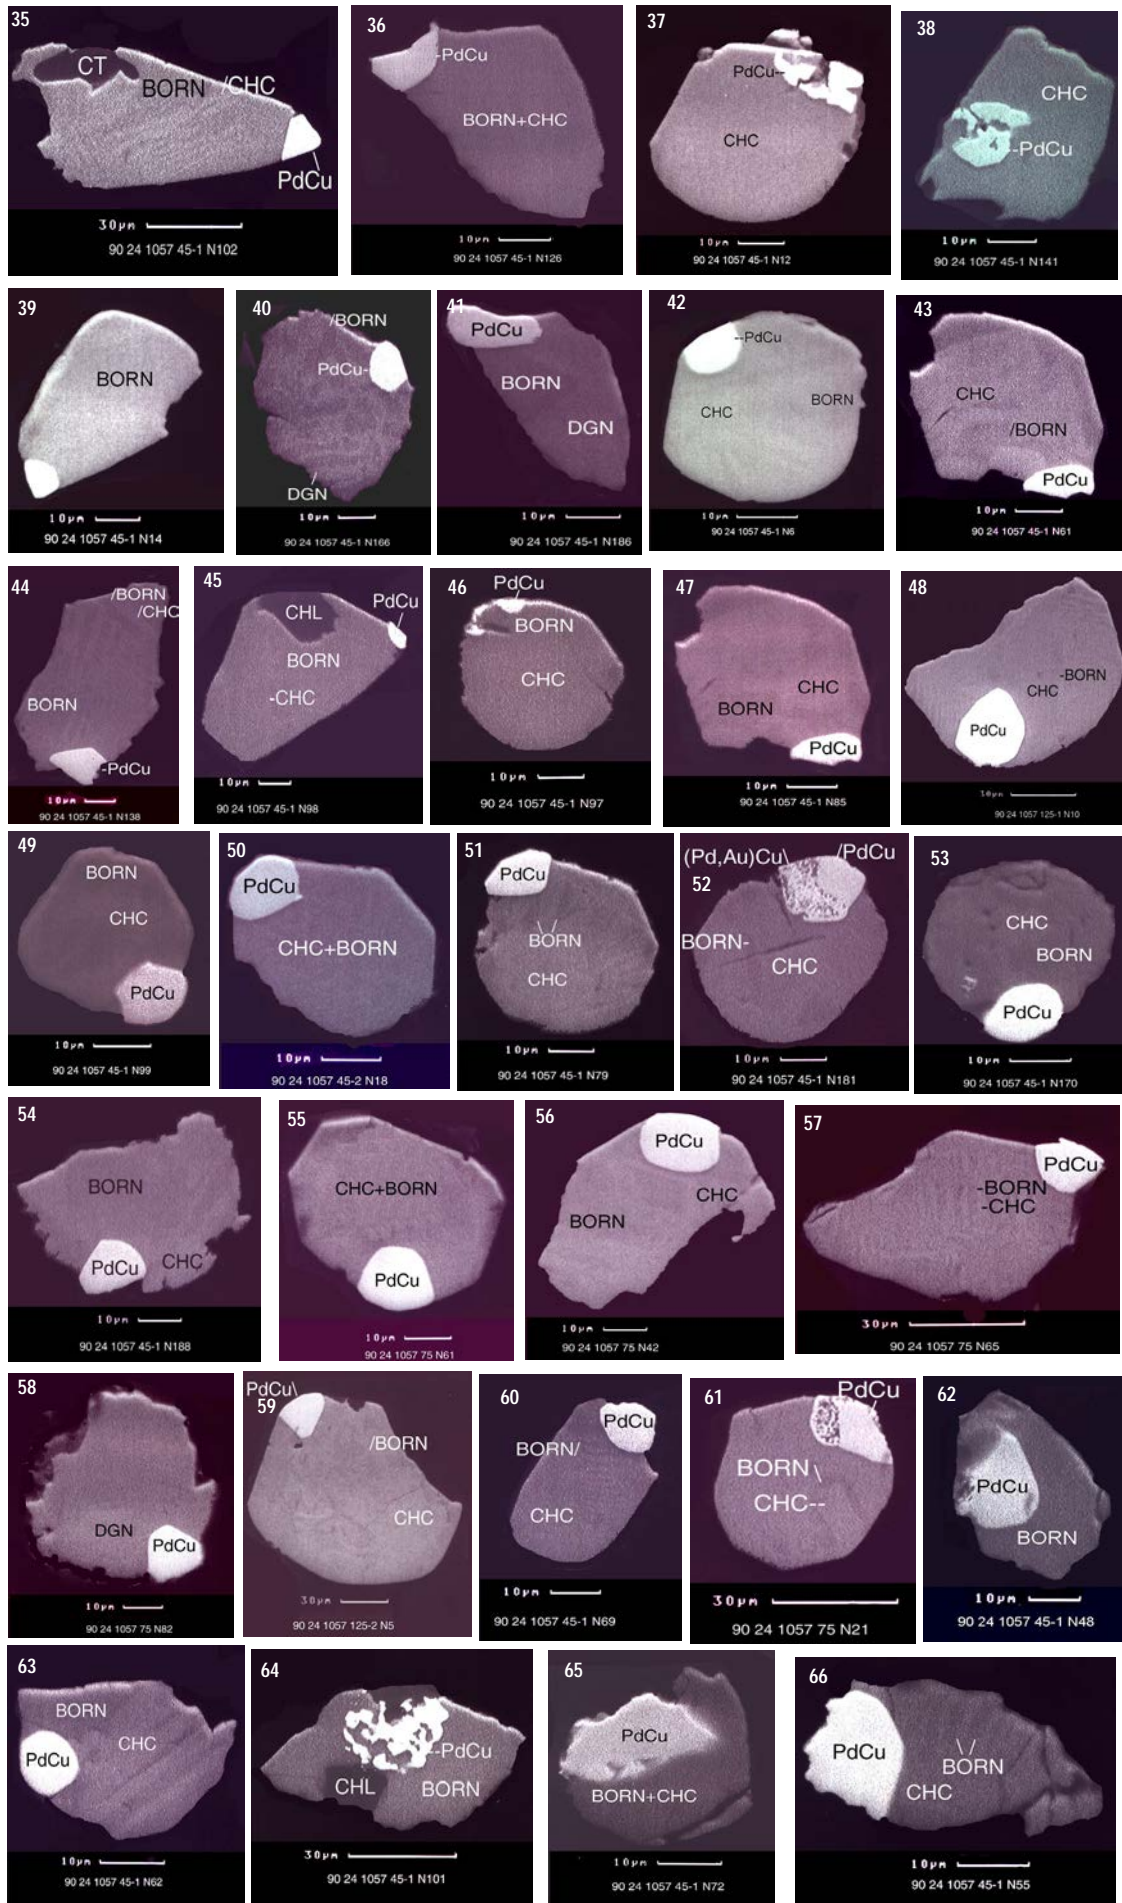 35
CT
BORN /CHC
PdCu
30µm
90 24 1057 45-1 N102
36
-PdCu
BORN+CHC
10µm
90 24 1057 45-1 N126
37
PdCu--
CHC
10µm
90 24 1057 45-1 N12
38
CHC
--PdCu
10µm
90 24 1057 45-1 N141
39
BORN
10µm
90 24 1057 45-1 N14
40
/BORN
PdCu-
DGN
10µm
90 24 1057 45-1 N166
41
PdCu
BORN
DGN
10µm
90 24 1057 45-1 N186
42
--PdCu
CHC
BORN
10µm
90 24 1057 45-1 N6
43
CHC
/BORN
PdCu
10µm
90 24 1057 45-1 N61
44
/BORN
/CHC
BORN
-PdCu
10µm
90 24 1057 45-1 N138
45
CHL
PdCu
BORN
-CHC
10µm
90 24 1057 45-1 N98
46
PdCu
BORN
CHC
10µm
90 24 1057 45-1 N97
47
CHC
BORN
PdCu
10µm
90 24 1057 45-1 N85
48
-BORN
CHC
PdCu
10µm
90 24 1057 125-1 N10
49
BORN
CHC
PdCu
10µm
90 24 1057 45-1 N99
50
PdCu
CHC+BORN
10µm
90 24 1057 45-2 N18
51
PdCu
\/
BORN
CHC
10µm
90 24 1057 45-1 N79
(Pd,Au)Cu\ /PdCu
52
BORN-
CHC
10µm
90 24 1057 45-1 N181
53
CHC
BORN
PdCu
10µm
90 24 1057 45-1 N170
54
BORN
PdCu
CHC
10µm
90 24 1057 45-1 N188
55
CHC+BORN
PdCu
10µm
90 24 1057 75 N61
56
PdCu
CHC
BORN
10µm
90 24 1057 75 N42
57
PdCu
-BORN
-CHC
30µm
90 24 1057 75 N65
58
DGN
PdCu
10µm
90 24 1057 75 N82
PdCu\
59
/BORN
CHC
30µm
90 24 1057 125-2 N5
60
PdCu
BORN/
CHC
10µm
90 24 1057 45-1 N69
61
PdCu
BORN \
CHC--
30µm
90 24 1057 75 N21
62
PdCu
BORN
10µm
90 24 1057 45-1 N48
63
BORN
CHC
PdCu
10µm
90 24 1057 45-1 N62
64
--PdCu
CHL
BORN
30µm
90 24 1057 45-1 N101
65
PdCu
BORN+CHC
10µm
90 24 1057 45-1 N72
66
PdCu
\/
BORN
CHC
10µm
90 24 1057 45-1 N55